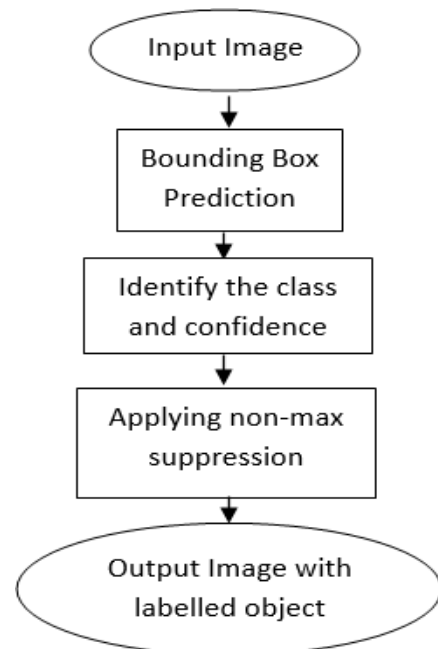 Input Image
Bounding Box
Prediction
Identify the class
and confidence
Applying non-max
suppression
Output Image with
labelled object